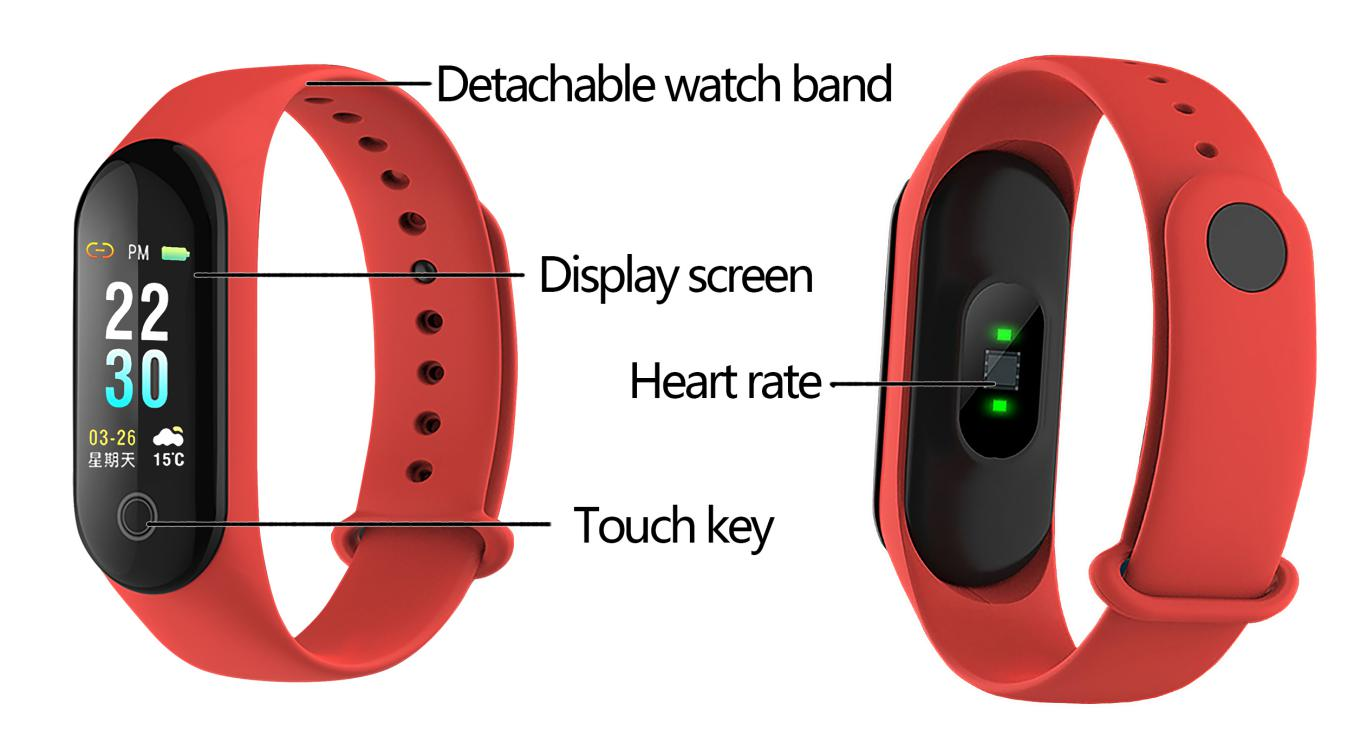 Detachable watch band
PM
22
30
03-26
星期天 15℃
Display screen
Heart rate
Touch key